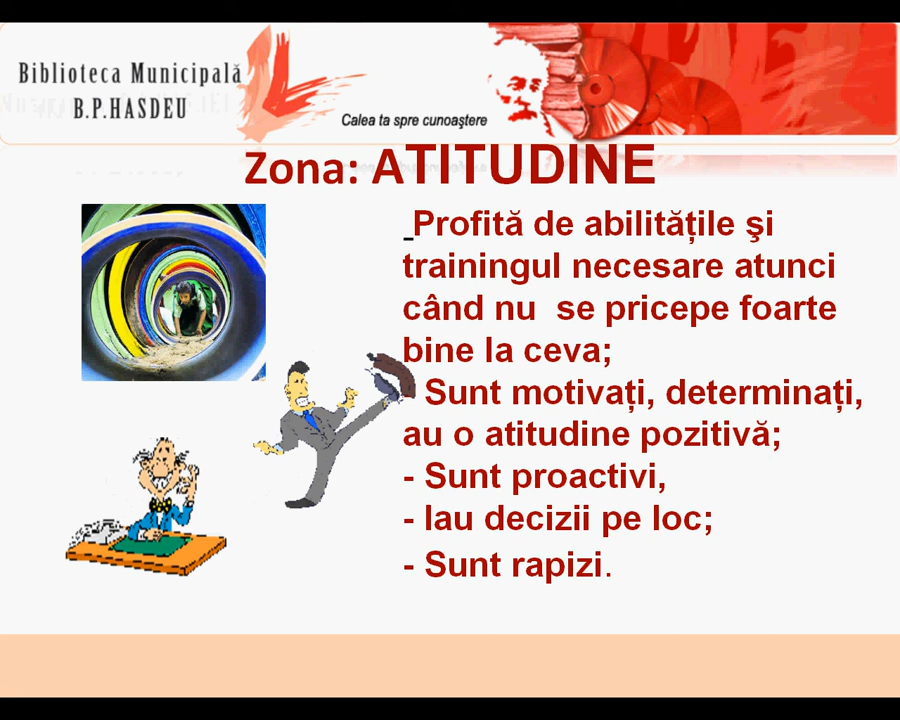 Biblioteca Municipală
B.P.HASDEU
Calea ta spre cunoaştere
Zona: ATITUDINE
-Profită de abilitățile şi
trainingul necesare atunci
când nu se pricepe foarte
bine la ceva;
Sunt motivați, determinați,
au o atitudine pozitivă;
- Sunt proactivi,
- Iau decizii pe loc;
- Sunt rapizi.